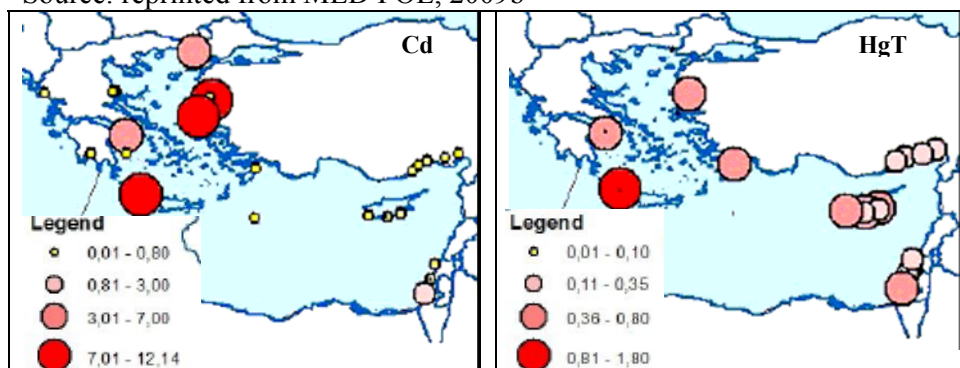 Source: reprinted from MED POL, 2009b
Cd
Legend
0,01 - 0,80
0,81 - 3,00
3,01 - 7,00
7,01 - 12,14
HgT
Legend
0,01 - 0,10
0,11 - 0,35
0,36 - 0,80
0,81 - 1,80